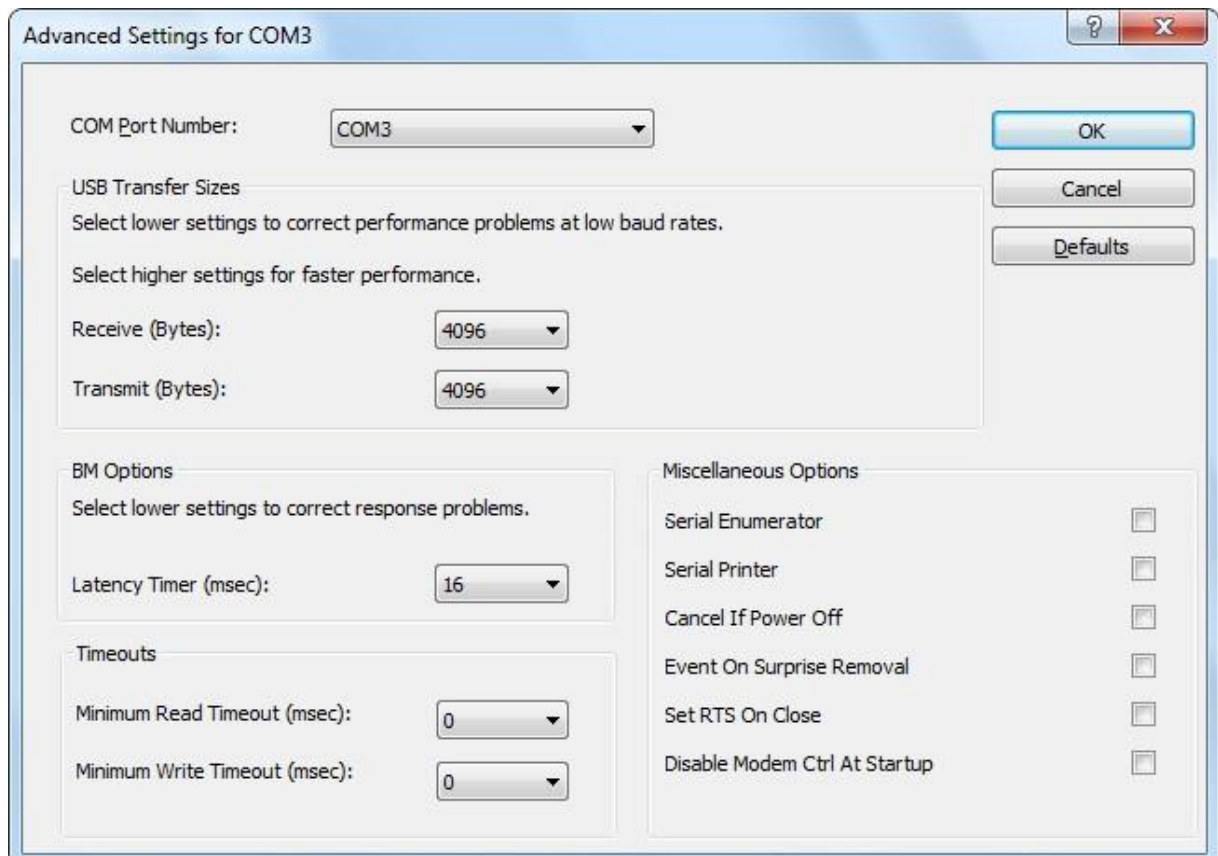 Advanced Settings for COM3
COM Port Number: COM3
OK
USB Transfer Sizes
Cancel
Select lower settings to correct performance problems at low baud rates.
Defaults
Select higher settings for faster performance.
Receive (Bytes): 4096
Transmit (Bytes): 4096
BM Options
Select lower settings to correct response problems.
Latency Timer (msec): 16
Timeouts
Minimum Read Timeout (msec): 0
Minimum Write Timeout (msec): 0
Miscellaneous Options
Serial Enumerator
Serial Printer
Cancel If Power Off
Event On Surprise Removal
Set RTS On Close
Disable Modem Ctrl At Startup